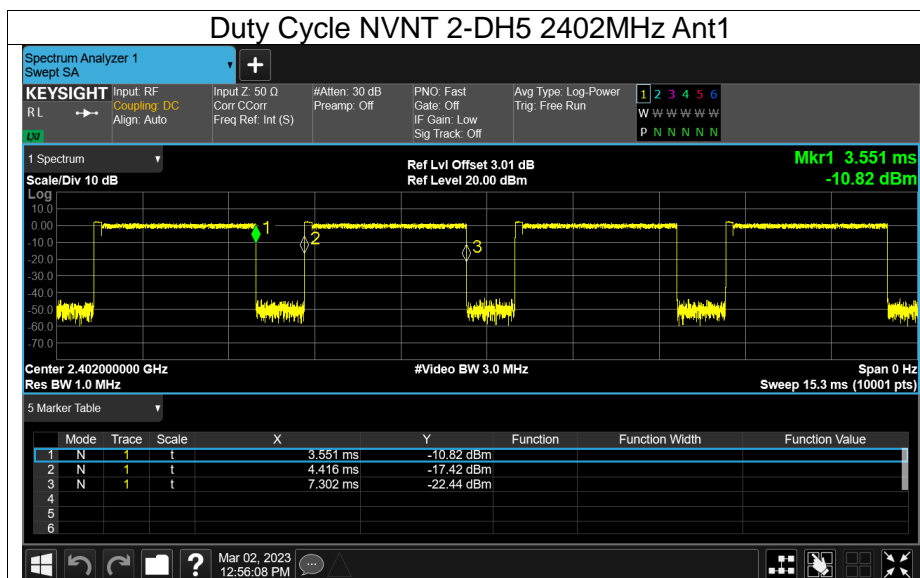 Duty Cycle NVNT 2-DH5 2402MHz Ant1
Spectrum Analyzer 1
Swept SA
+
KEYSIGHT Input: RF Input Z: 50 Ω #Atten: 30 dB PNO: Fast Avg Type: Log-Power 1 2 3 4 5 6
R L Coupling: DC Corr CCorr Preamp: Off Gate: Off Trig: Free Run W W W W W W
Align: Auto Freq Ref: Int (S) IF Gain: Low P N N N N N
LXI Sig Track: Off
1 Spectrum Ref Lvl Offset 3.01 dB Mkr1 3.551 ms
Scale/Div 10 dB Ref Level 20.00 dBm -10.82 dBm
Log
10.0
0.00
-10.0
-20.0
-30.0
-40.0
-50.0
-60.0
-70.0
1
2
3
Center 2.402000000 GHz #Video BW 3.0 MHz Span 0 Hz
Res BW 1.0 MHz Sweep 15.3 ms (10001 pts)
5 Marker Table
Mode Trace Scale X Y Function Function Width Function Value
1 N 1 t 3.551 ms -10.82 dBm
2 N 1 t 4.416 ms -17.42 dBm
3 N 1 t 7.302 ms -22.44 dBm
4
5
6
? Mar 02, 2023
12:56:08 PM